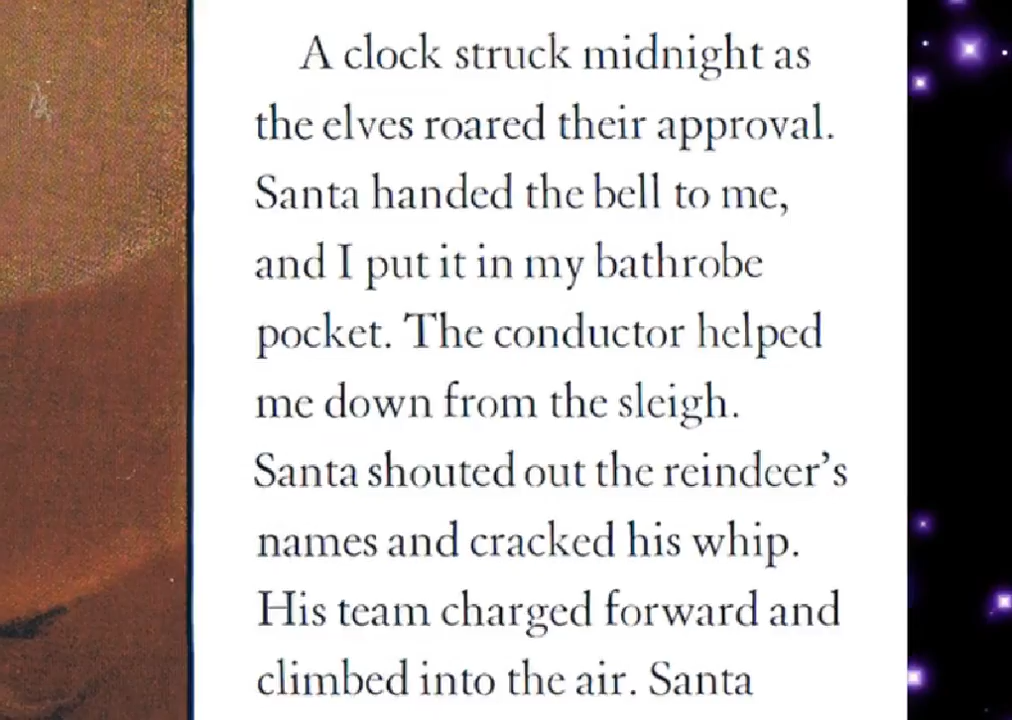 A clock struck midnight as
the elves roared their approval.
Santa handed the bell to me,
and I put it in my bathrobe
pocket. The conductor helped
me down from the sleigh.
Santa shouted out the reindeer’s
names and cracked his whip.
His team charged forward and
climbed into the air. Santa